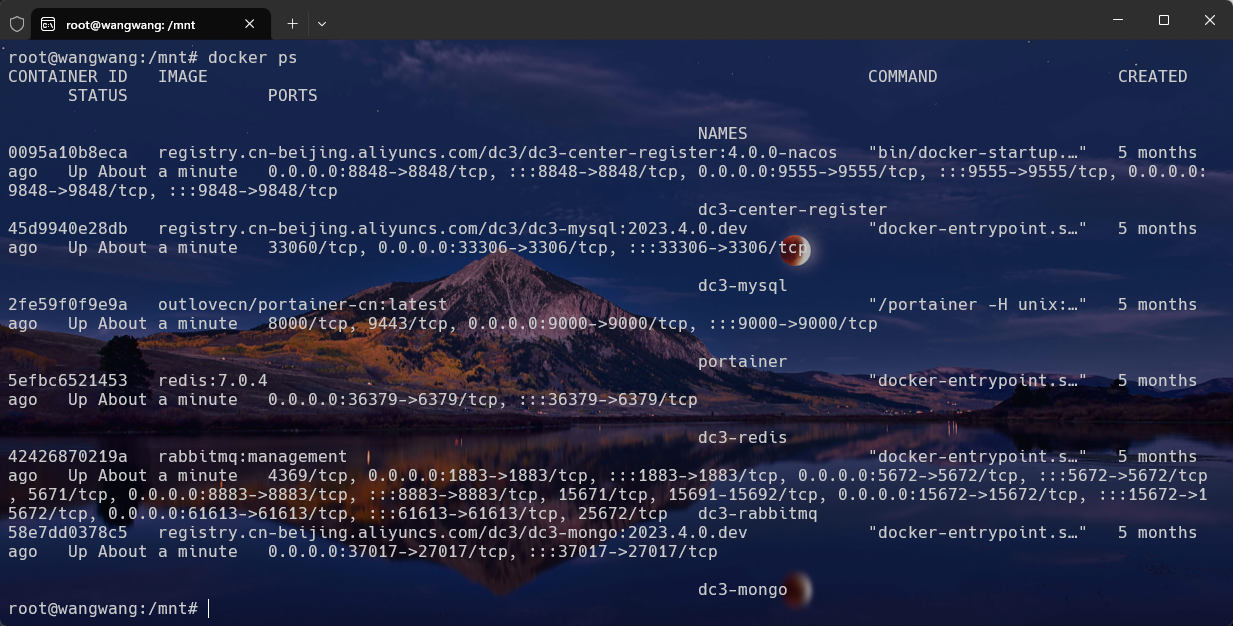 root@wangwang: /mnt
root@wangwang:/mnt# docker ps
CONTAINER ID   IMAGE                                                                  COMMAND                  CREATED
      STATUS              PORTS
                                                                     NAMES
0095a10b8eca   registry.cn-beijing.aliyuncs.com/dc3/dc3-center-register:4.0.0-nacos   "bin/docker-startup.…"   5 months
ago   Up About a minute   0.0.0.0:8848->8848/tcp, :::8848->8848/tcp, 0.0.0.0:9555->9555/tcp, :::9555->9555/tcp, 0.0.0.0:
9848->9848/tcp, :::9848->9848/tcp
                                                                     dc3-center-register
45d9940e28db   registry.cn-beijing.aliyuncs.com/dc3/dc3-mysql:2023.4.0.dev            "docker-entrypoint.s…"   5 months
ago   Up About a minute   33060/tcp, 0.0.0.0:33306->3306/tcp, :::33306->3306/tcp
                                                                     dc3-mysql
2fe59f0f9e9a   outlovecn/portainer-cn:latest                                          "/portainer -H unix:…"   5 months
ago   Up About a minute   8000/tcp, 9443/tcp, 0.0.0.0:9000->9000/tcp, :::9000->9000/tcp
                                                                     portainer
5efbc6521453   redis:7.0.4                                                            "docker-entrypoint.s…"   5 months
ago   Up About a minute   0.0.0.0:36379->6379/tcp, :::36379->6379/tcp
                                                                     dc3-redis
42426870219a   rabbitmq:management                                                    "docker-entrypoint.s…"   5 months
ago   Up About a minute   4369/tcp, 0.0.0.0:1883->1883/tcp, :::1883->1883/tcp, 0.0.0.0:5672->5672/tcp, :::5672->5672/tcp
, 5671/tcp, 0.0.0.0:8883->8883/tcp, :::8883->8883/tcp, 15671/tcp, 15691-15692/tcp, 0.0.0.0:15672->15672/tcp, :::15672->1
5672/tcp, 0.0.0.0:61613->61613/tcp, :::61613->61613/tcp, 25672/tcp   dc3-rabbitmq
58e7dd0378c5   registry.cn-beijing.aliyuncs.com/dc3/dc3-mongo:2023.4.0.dev            "docker-entrypoint.s…"   5 months
ago   Up About a minute   0.0.0.0:37017->27017/tcp, :::37017->27017/tcp
                                                                     dc3-mongo
root@wangwang:/mnt#